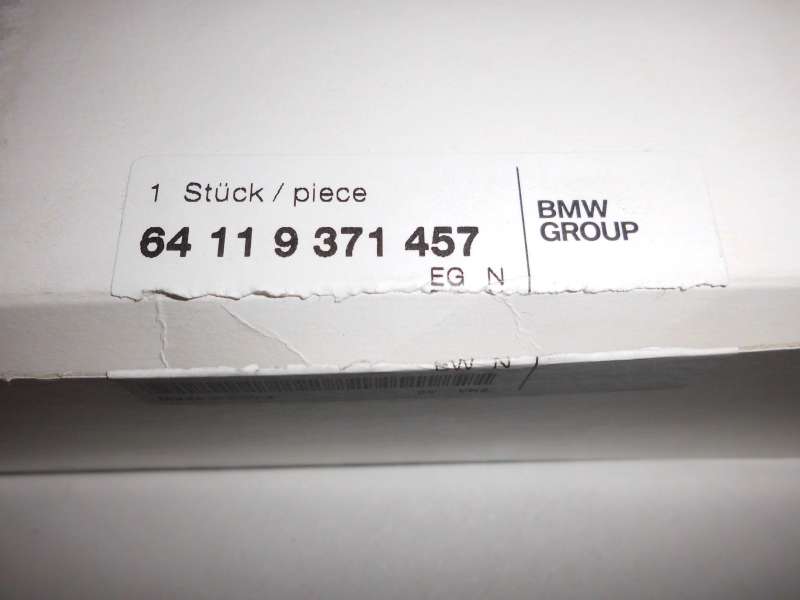 1 Stück / piece
64 11 9 371 457
EG N
BMW
GROUP
N